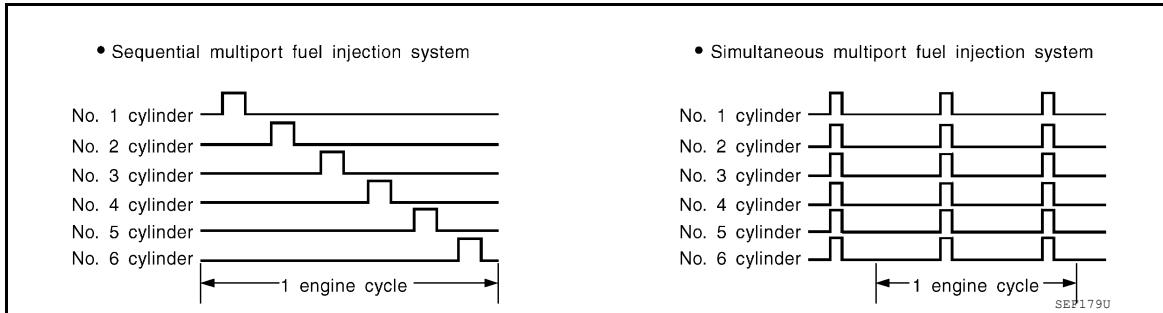 • Sequential multiport fuel injection system
No. 1 cylinder
No. 2 cylinder
No. 3 cylinder
No. 4 cylinder
No. 5 cylinder
No. 6 cylinder
1 engine cycle
• Simultaneous multiport fuel injection system
No. 1 cylinder
No. 2 cylinder
No. 3 cylinder
No. 4 cylinder
No. 5 cylinder
No. 6 cylinder
1 engine cycle
SEF179U